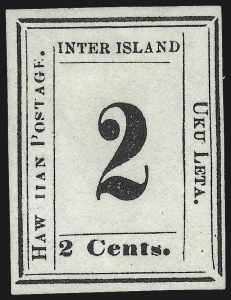 INTER ISLAND
HAW IIAN POSTAGE.
2
UKU LETA.
2 Cents.